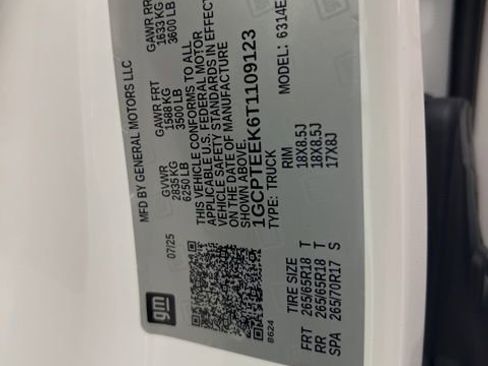 MFD BY GENERAL MOTORS LLC
07/25
GVWR
2835 KG
6250 LB
GAWR FRT
1588 KG
3500 LB
GAWR RR
1633 KG
3600 LB
THIS VEHICLE CONFORMS TO ALL
APPLICABLE U.S. FEDERAL MOTOR
VEHICLE SAFETY STANDARDS IN EFFECT
ON THE DATE OF MANUFACTURE
SHOWN ABOVE.
1GCPTEEK6T1109123
TYPE: TRUCK
MODEL: 6314E
gm
8624
TIRE SIZE
RIM
FRT 265/65R18 T 18X8.5J
RR 265/65R18 T 18X8.5J
SPA 265/70R17 S 17X8J